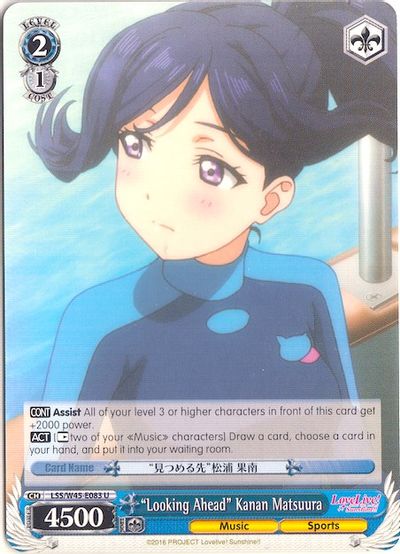 LEVEL
2
1
COST
CONT Assist All of your level 3 or higher characters in front of this card get
+2000 power.
ACT [ two of your «Music» characters] Draw a card, choose a card in
your hand, and put it into your waiting room.
Card Name "見つめる先"松浦 果南
CH LSS/W45-E083 U
4500
"Looking Ahead" Kanan Matsuura
LoveLive!
Sunshine!!
Music
Sports
©2016 PROJECT Lovelive! Sunshine!!